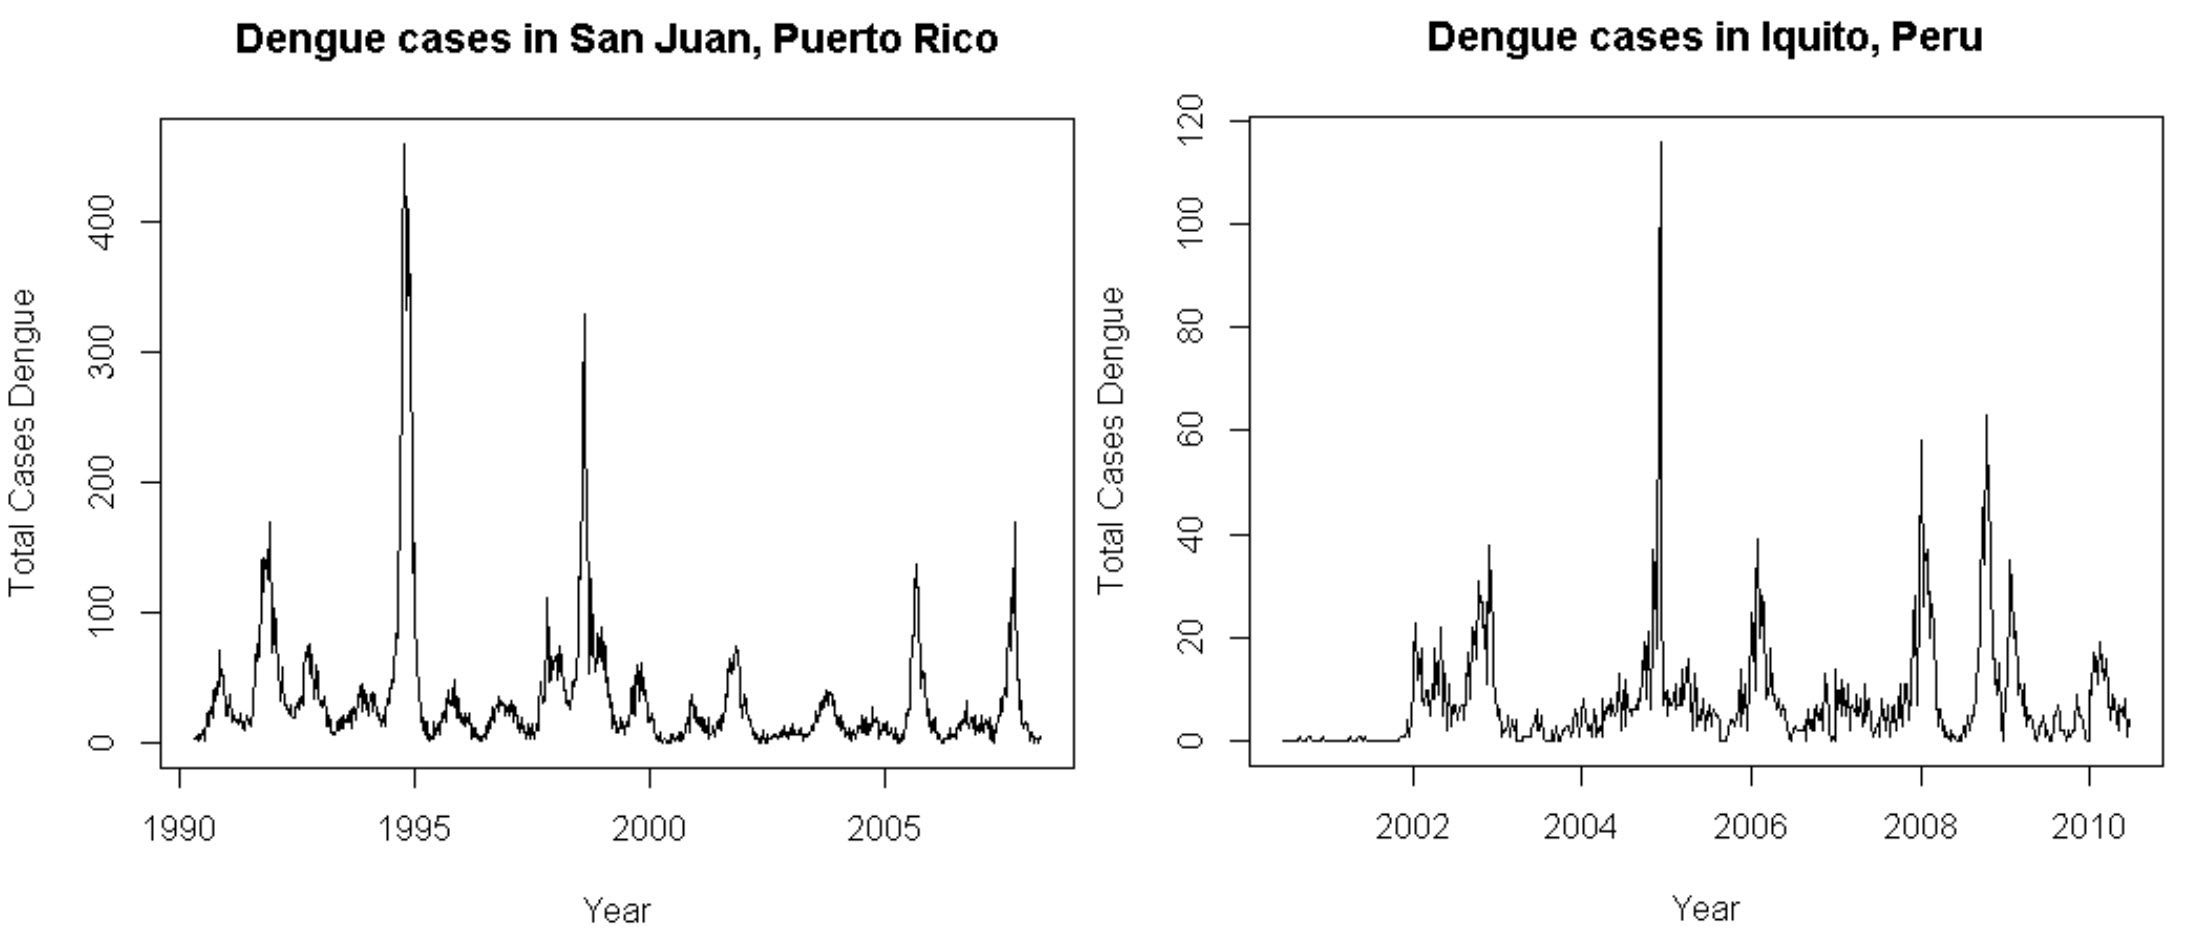 Dengue cases in San Juan, Puerto Rico
Total Cases Dengue
400
300
200
100
0
1990 1995 2000 2005
Year
Dengue cases in Iquito, Peru
Total Cases Dengue
120
100
80
60
40
20
0
2002 2004 2006 2008 2010
Year